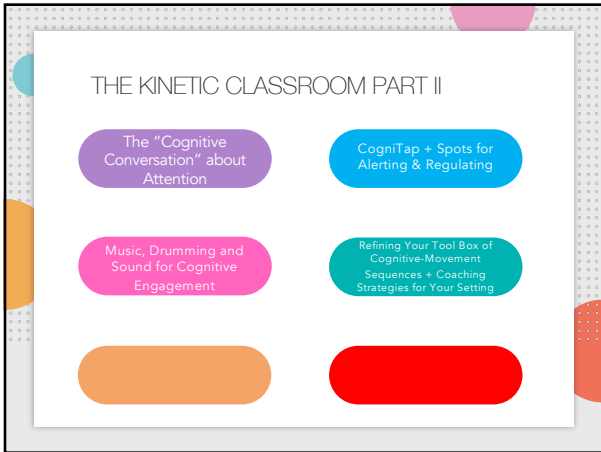 THE KINETIC CLASSROOM PART II
The “Cognitive
Conversation” about
Attention
CogniTap + Spots for
Alerting & Regulating
Music, Drumming and
Sound for Cognitive
Engagement
Refining Your Tool Box of
Cognitive-Movement
Sequences + Coaching
Strategies for Your Setting